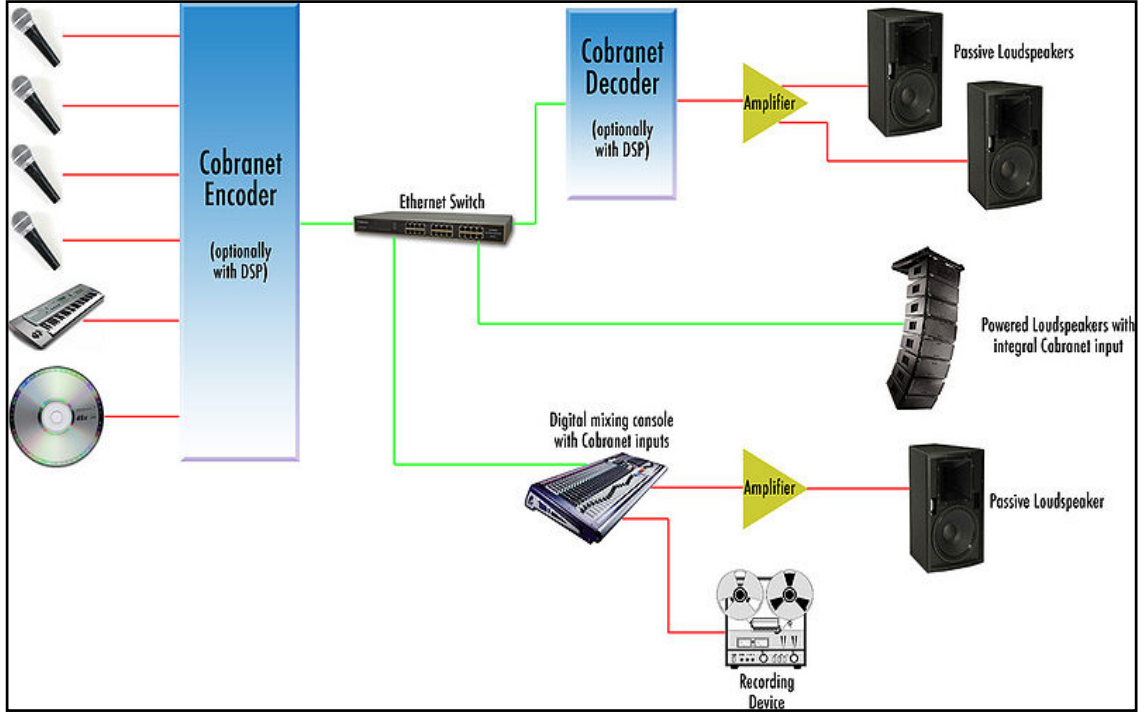 Cobranet
Encoder
(optionally
with DSP)
Ethernet Switch
Cobranet
Decoder
(optionally
with DSP)
Amplifier
Passive Loudspeakers
Powered Loudspeakers with
integral Cobranet input
Digital mixing console
with Cobranet inputs
Amplifier
Passive Loudspeaker
Recording
Device